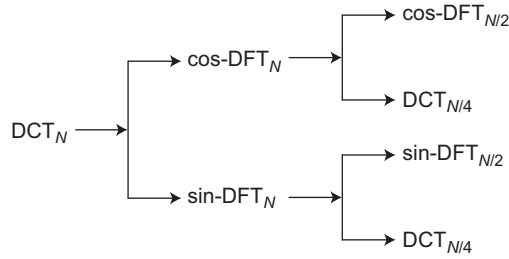 cos-DFT_{N/2}
cos-DFT_N
DCT_{N/4}
DCT_N
sin-DFT_{N/2}
sin-DFT_N
DCT_{N/4}